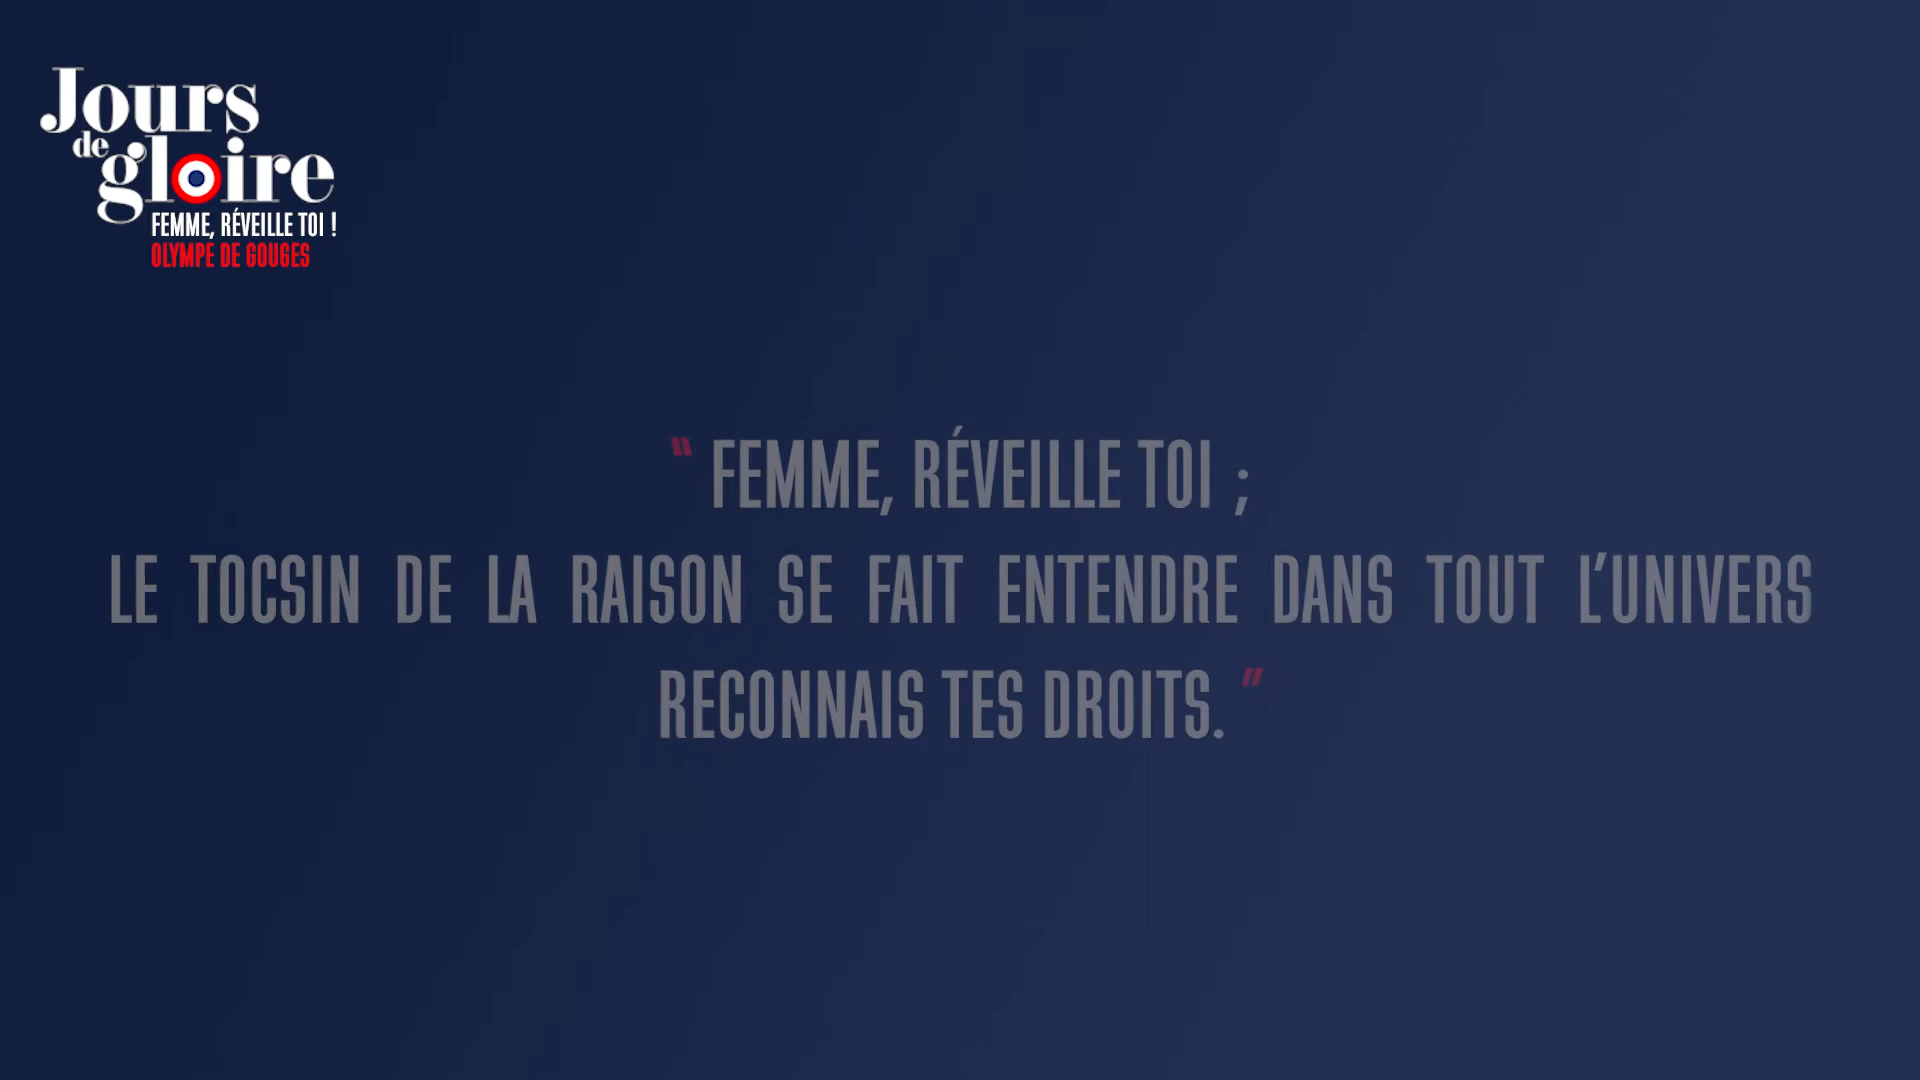 Jours
de
gloire
FEMME, RÉVEILLE TOI !
OLYMPE DE GOUGES
“ FEMME, RÉVEILLE TOI ;
LE TOCSIN DE LA RAISON SE FAIT ENTENDRE DANS TOUT L’UNIVERS
RECONNAIS TES DROITS. ”